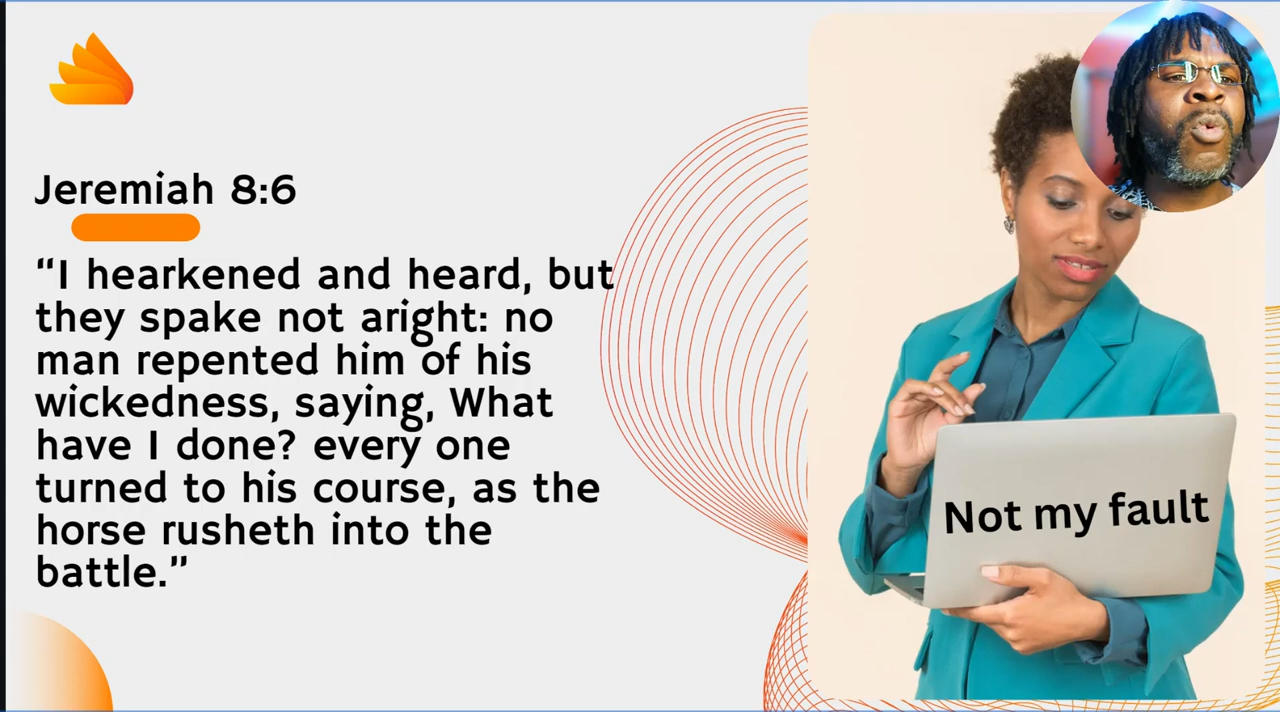 Jeremiah 8:6
“I hearkened and heard, but
they spake not aright: no
man repented him of his
wickedness, saying, What
have I done? every one
turned to his course, as the
horse rusheth into the
battle.”
Not my fault